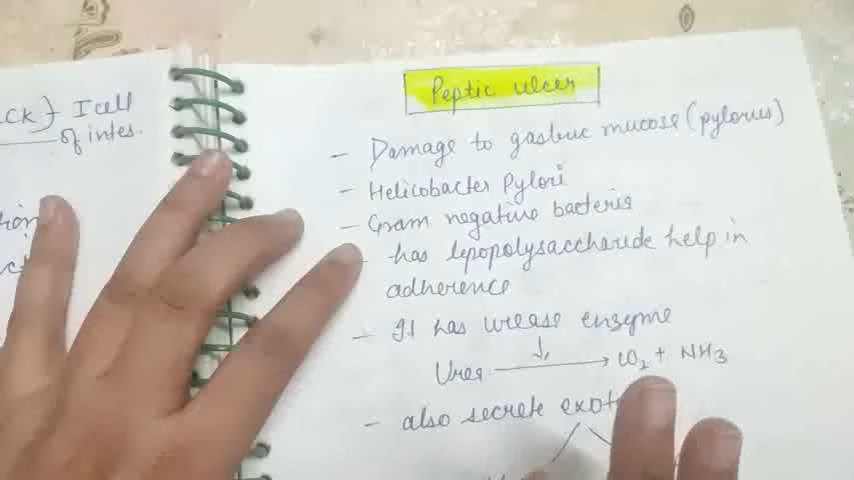 CK) - I cell
of intes.
Peptic ulcer
- Damage to gastric mucose (pylorus)
- Helicobacter Pylori
- Gram negative bacteria
has lipopolysaccharide help in
adherence
- It has urease enzyme
Urea → CO2 + NH3
- also secrete exot